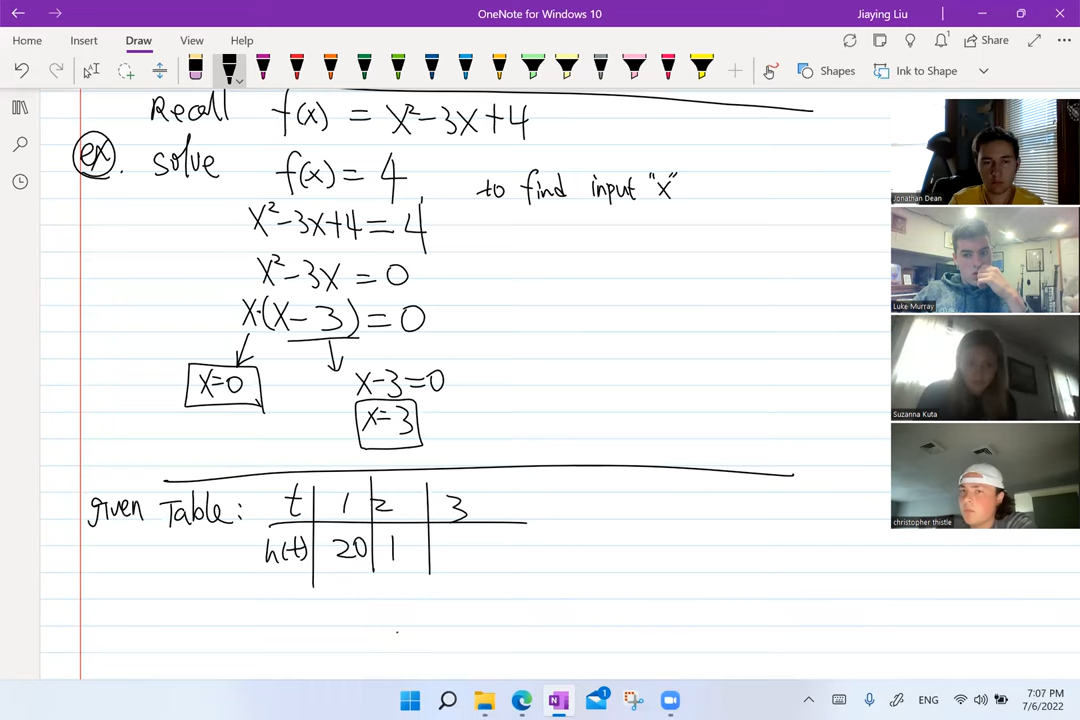 OneNote for Windows 10
Jiaying Liu
Home Insert Draw View Help
Share
Shapes
Ink to Shape
Recall f(x) = x²-3x+4
ex. solve f(x) = 4 to find input "x"
x²-3x+4=4
x²-3x=0
x·(x-3)=0
x=0
x-3=0
x=3
given Table: t 1 2 3
h(t) 20 1
Jonathan Dean
Luke Murray
Suzanna Kuta
christopher thistle
1
ENG
7:07 PM
7/6/2022